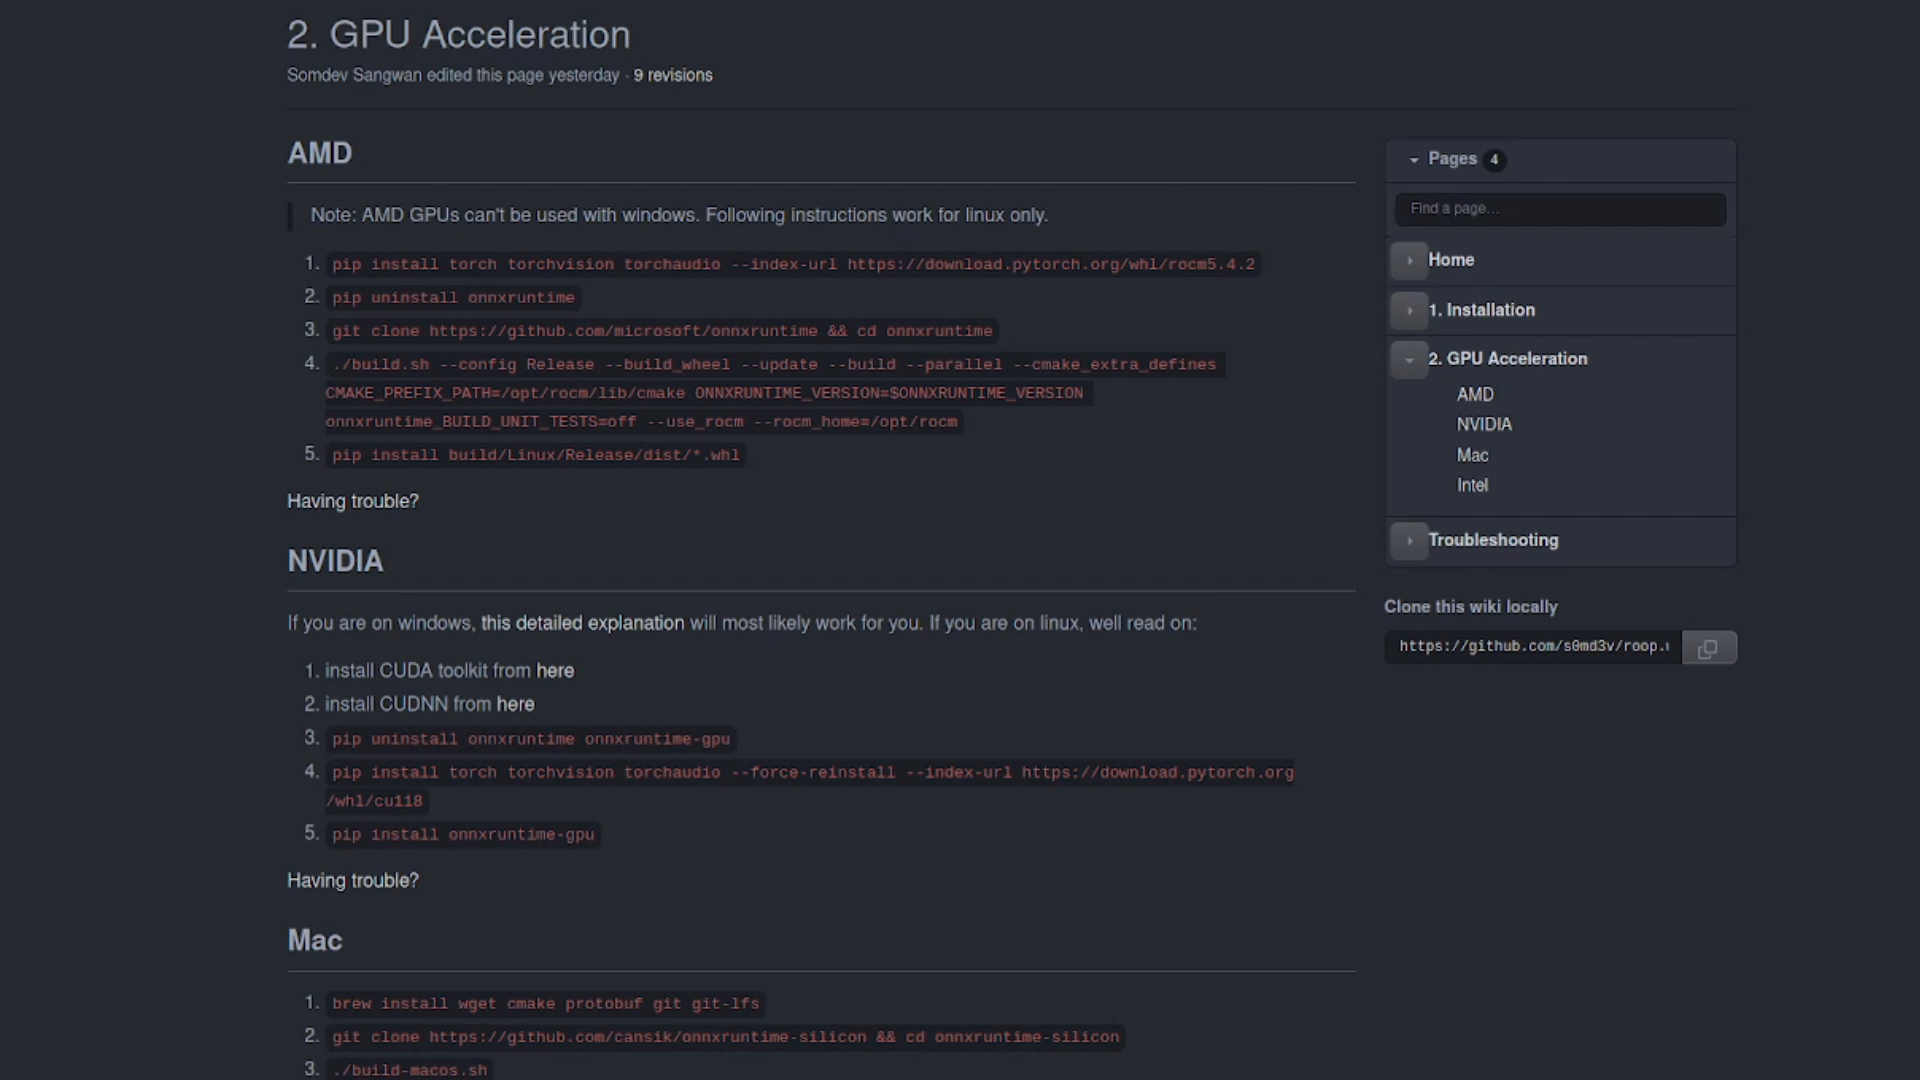 2. GPU Acceleration
Somdev Sangwan edited this page yesterday · 9 revisions
AMD
Note: AMD GPUs can't be used with windows. Following instructions work for linux only.
1. pip install torch torchvision torchaudio --index-url https://download.pytorch.org/whl/rocm5.4.2
2. pip uninstall onnxruntime
3. git clone https://github.com/microsoft/onnxruntime && cd onnxruntime
4. ./build.sh --config Release --build_wheel --update --build --parallel --cmake_extra_defines
CMAKE_PREFIX_PATH=/opt/rocm/lib/cmake ONNXRUNTIME_VERSION=$ONNXRUNTIME_VERSION
onnxruntime_BUILD_UNIT_TESTS=off --use_rocm --rocm_home=/opt/rocm
5. pip install build/Linux/Release/dist/*.whl
Having trouble?
NVIDIA
If you are on windows, this detailed explanation will most likely work for you. If you are on linux, well read on:
1. install CUDA toolkit from here
2. install CUDNN from here
3. pip uninstall onnxruntime onnxruntime-gpu
4. pip install torch torchvision torchaudio --force-reinstall --index-url https://download.pytorch.org
/whl/cu118
5. pip install onnxruntime-gpu
Having trouble?
Mac
1. brew install wget cmake protobuf git git-lfs
2. git clone https://github.com/cansik/onnxruntime-silicon && cd onnxruntime-silicon
3. ./build-macos.sh
Pages 4
Find a page...
Home
1. Installation
2. GPU Acceleration
AMD
NVIDIA
Mac
Intel
Troubleshooting
Clone this wiki locally
https://github.com/s0md3v/roop.